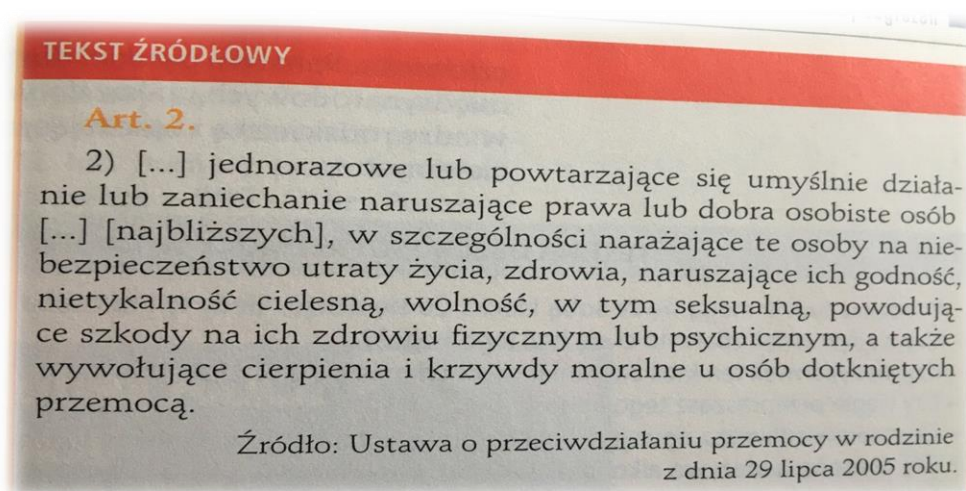 TEKST ŹRÓDŁOWY
Art. 2.
2) [...] jednorazowe lub powtarzające się umyślnie działa-
nie lub zaniechanie naruszające prawa lub dobra osobiste osób
[...] [najbliższych], w szczególności narażające te osoby na nie-
bezpieczeństwo utraty życia, zdrowia, naruszające ich godność,
nietykalność cielesną, wolność, w tym seksualną, powodują-
ce szkody na ich zdrowiu fizycznym lub psychicznym, a także
wywołujące cierpienia i krzywdy moralne u osób dotkniętych
przemocą.
Źródło: Ustawa o przeciwdziałaniu przemocy w rodzinie
z dnia 29 lipca 2005 roku.